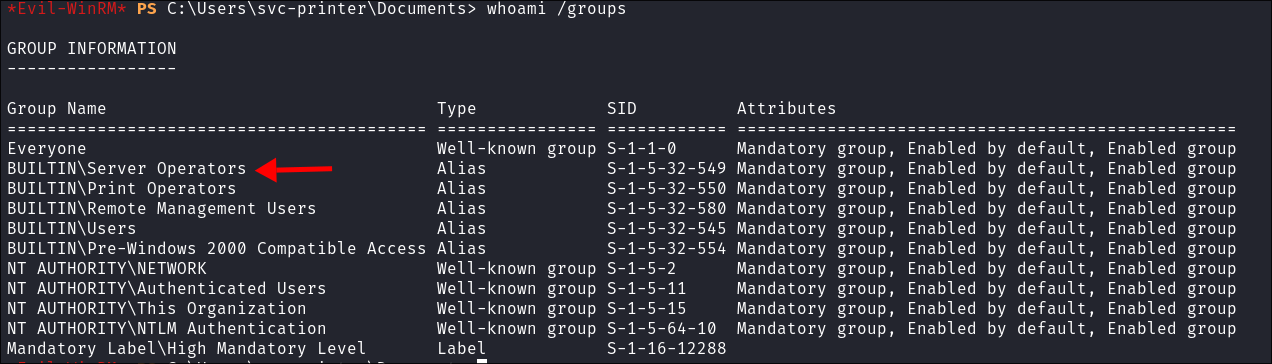 *Evil-WinRM* PS C:\Users\svc-printer\Documents> whoami /groups
GROUP INFORMATION
-----------------
Group Name Type SID Attributes
========================================== ================ ============ ==================================================
Everyone Well-known group S-1-1-0 Mandatory group, Enabled by default, Enabled group
BUILTIN\Server Operators Alias S-1-5-32-549 Mandatory group, Enabled by default, Enabled group
BUILTIN\Print Operators Alias S-1-5-32-550 Mandatory group, Enabled by default, Enabled group
BUILTIN\Remote Management Users Alias S-1-5-32-580 Mandatory group, Enabled by default, Enabled group
BUILTIN\Users Alias S-1-5-32-545 Mandatory group, Enabled by default, Enabled group
BUILTIN\Pre-Windows 2000 Compatible Access Alias S-1-5-32-554 Mandatory group, Enabled by default, Enabled group
NT AUTHORITY\NETWORK Well-known group S-1-5-2 Mandatory group, Enabled by default, Enabled group
NT AUTHORITY\Authenticated Users Well-known group S-1-5-11 Mandatory group, Enabled by default, Enabled group
NT AUTHORITY\This Organization Well-known group S-1-5-15 Mandatory group, Enabled by default, Enabled group
NT AUTHORITY\NTLM Authentication Well-known group S-1-5-64-10 Mandatory group, Enabled by default, Enabled group
Mandatory Label\High Mandatory Level Label S-1-16-12288